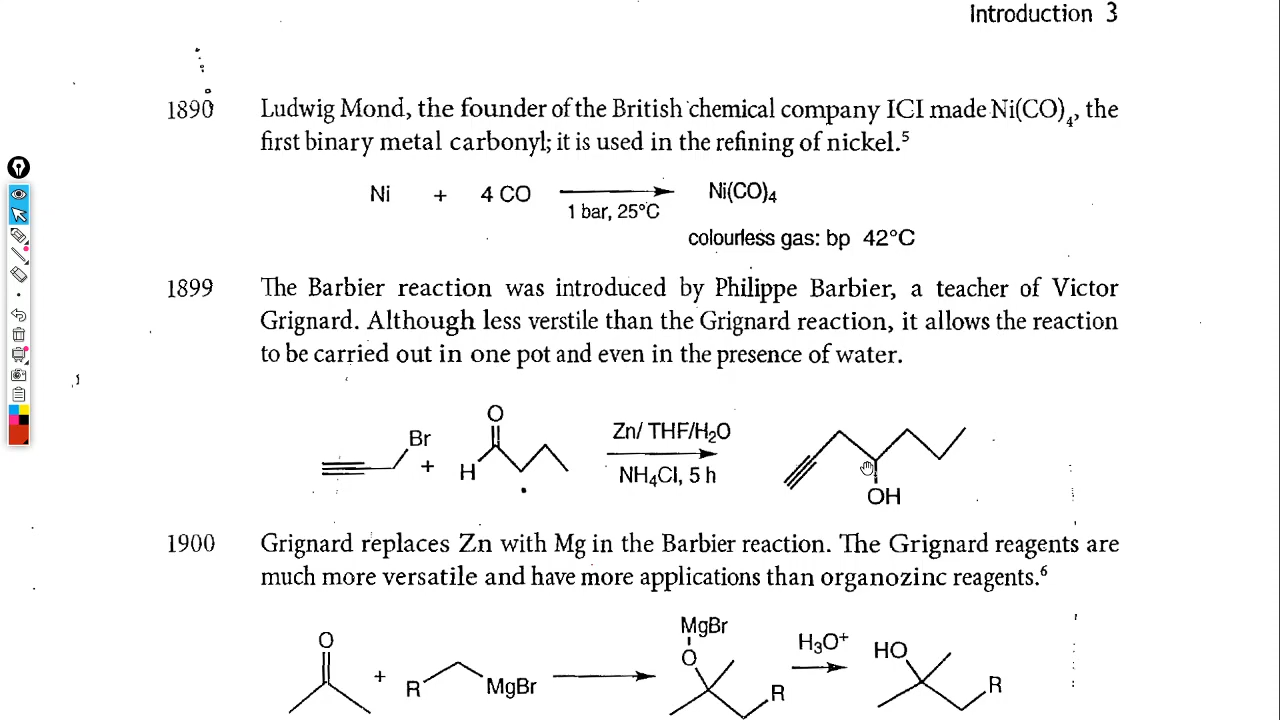 Introduction 3
1890 Ludwig Mond, the founder of the British chemical company ICI made Ni(CO)₄, the
first binary metal carbonyl; it is used in the refining of nickel.⁵
Ni + 4 CO Ni(CO)₄
1 bar, 25°C
colourless gas: bp 42°C
1899 The Barbier reaction was introduced by Philippe Barbier, a teacher of Victor
Grignard. Although less verstile than the Grignard reaction, it allows the reaction
to be carried out in one pot and even in the presence of water.
O
Br Zn/ THF/H₂O
+ H NH₄Cl, 5 h
OH
1900 Grignard replaces Zn with Mg in the Barbier reaction. The Grignard reagents are
much more versatile and have more applications than organozinc reagents.⁶
MgBr
O O H₃O⁺ HO
+ R MgBr R R